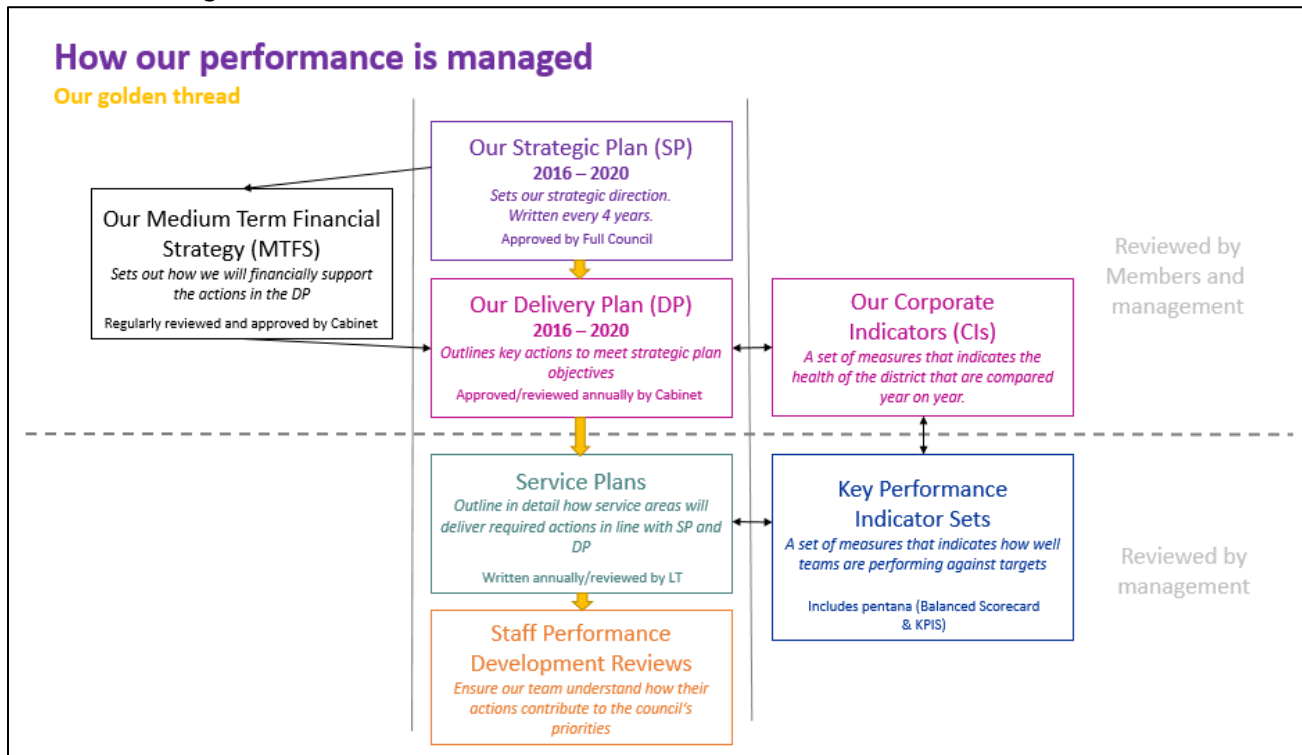 How our performance is managed
Our golden thread
Our Strategic Plan (SP)
2016 – 2020
Sets our strategic direction.
Written every 4 years.
Approved by Full Council
Our Medium Term Financial
Strategy (MTFS)
Sets out how we will financially support
the actions in the DP
Regularly reviewed and approved by Cabinet
Our Delivery Plan (DP)
2016 – 2020
Outlines key actions to meet strategic plan
objectives
Approved/reviewed annually by Cabinet
Our Corporate
Indicators (CIs)
A set of measures that indicates the
health of the district that are compared
year on year.
Reviewed by
Members and
management
Service Plans
Outline in detail how service areas will
deliver required actions in line with SP and
DP
Written annually/reviewed by LT
Key Performance
Indicator Sets
A set of measures that indicates how well
teams are performing against targets
Includes pentana (Balanced Scorecard
& KPIS)
Reviewed by
management
Staff Performance
Development Reviews
Ensure our team understand how their
actions contribute to the council's
priorities